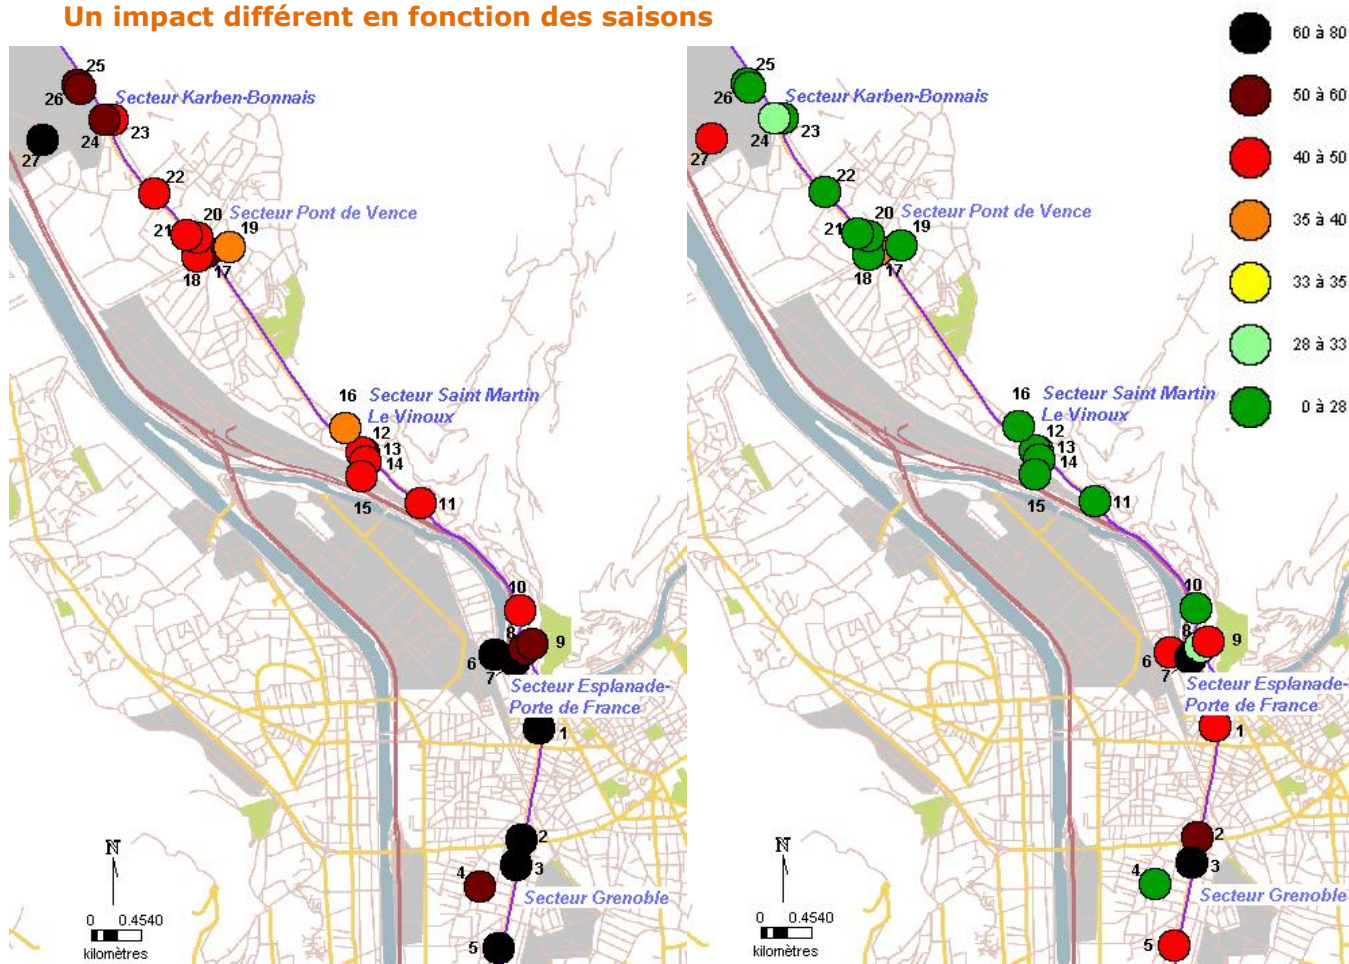 Un impact différent en fonction des saisons
25
26
Secteur Karben-Bonnais
24
23
27
22
20
Secteur Pont de Vence
21
19
18
17
16
Secteur Saint Martin
Le Vinoux
12
13
14
15
11
10
8
9
6
7
Secteur Esplanade-
Porte de France
1
2
3
4
Secteur Grenoble
5
N
0 0.4540
kilomètres
25
26
Secteur Karben-Bonnais
24
23
27
22
20
Secteur Pont de Vence
21
19
18
17
16
Secteur Saint Martin
Le Vinoux
12
13
14
15
11
10
8
9
6
7
Secteur Esplanade-
Porte de France
1
2
3
4
Secteur Grenoble
5
N
0 0.4540
kilomètres
60 à 80
50 à 60
40 à 50
35 à 40
33 à 35
28 à 33
0 à 28